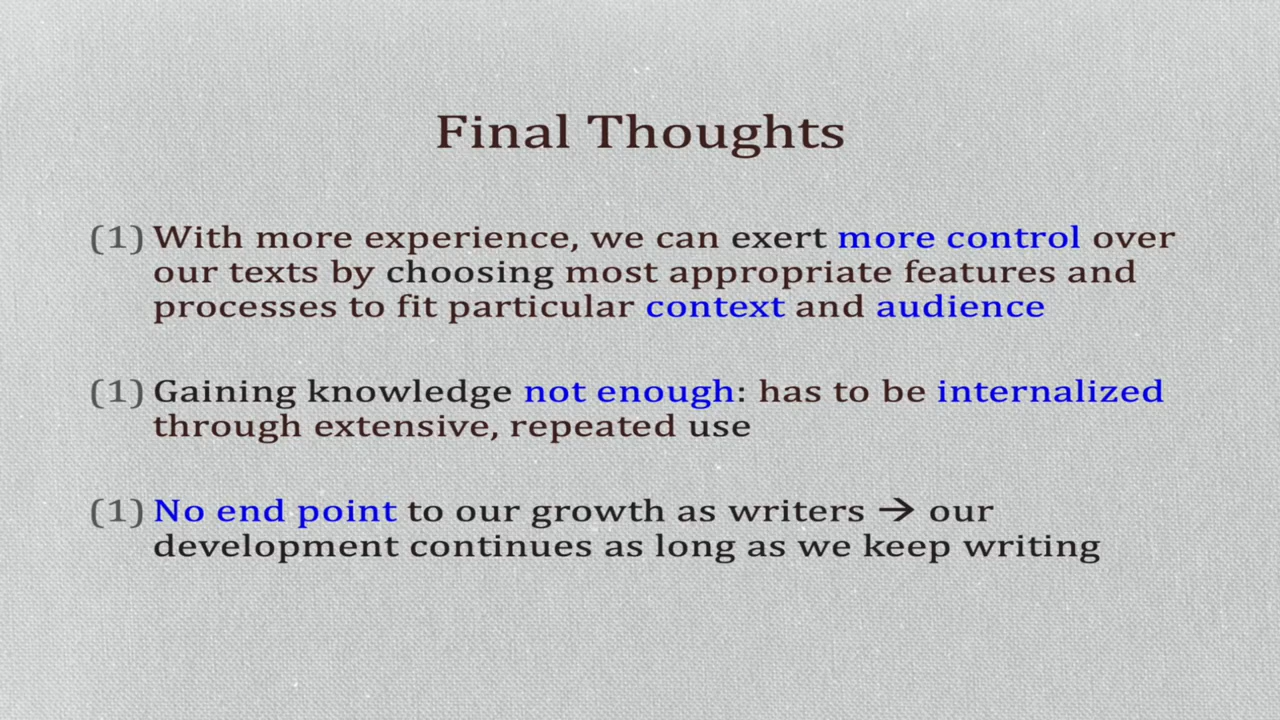 Final Thoughts
(1) With more experience, we can exert more control over
our texts by choosing most appropriate features and
processes to fit particular context and audience
(1) Gaining knowledge not enough: has to be internalized
through extensive, repeated use
(1) No end point to our growth as writers → our
development continues as long as we keep writing